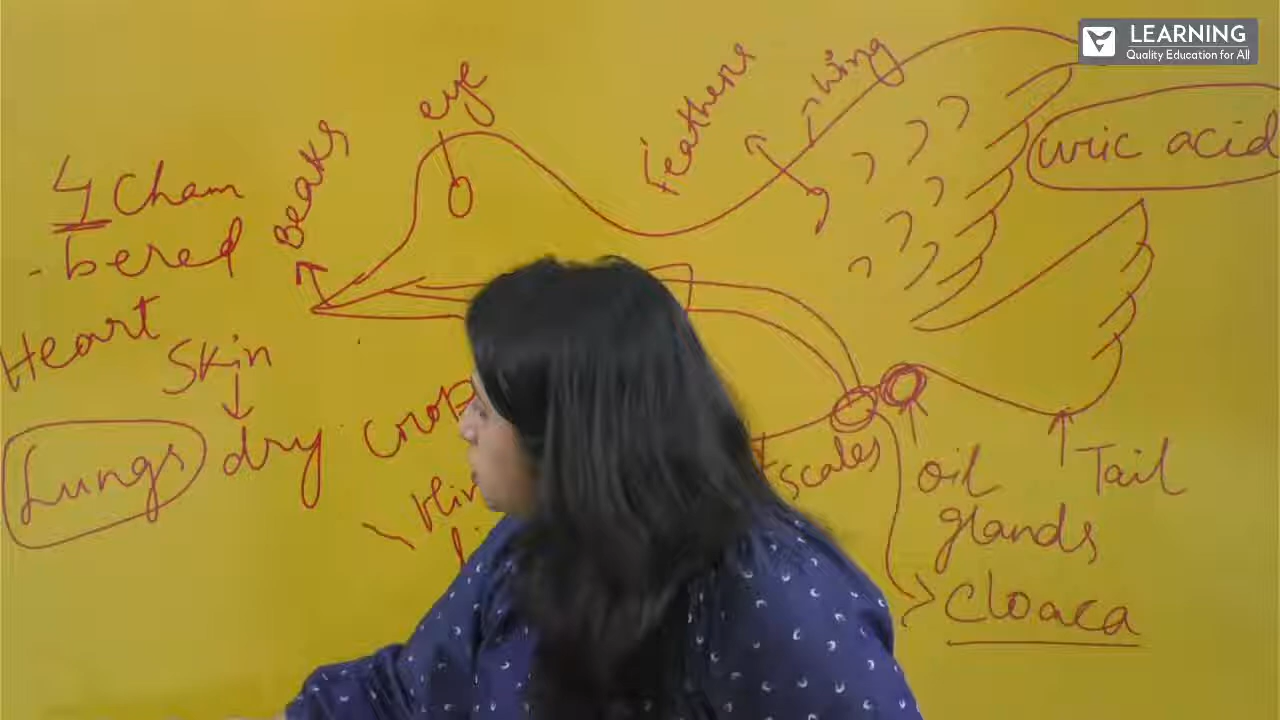 LEARNING
Quality Education for All
eye
Feathers
wing
uric acid
Beaks
4 Cham
-bered
Heart
Skin
dry
Lungs
crop
scales
oil
glands
Tail
Cloaca